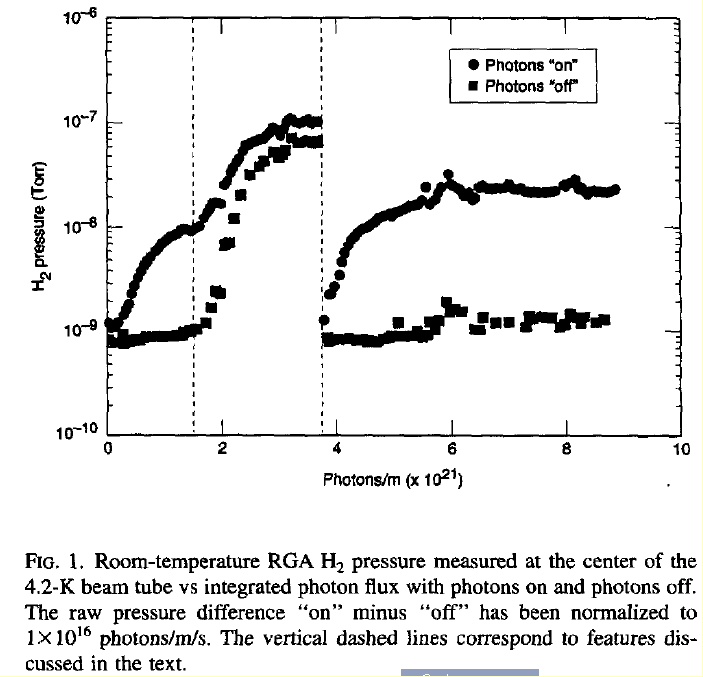 10⁻⁶
Photons "on"
Photons "off"
10⁻⁷
H₂ pressure (Torr)
10⁻⁸
10⁻⁹
10⁻¹⁰
0 2 4 6 8 10
Photons/m (x 10²¹)
FIG. 1. Room-temperature RGA H₂ pressure measured at the center of the
4.2-K beam tube vs integrated photon flux with photons on and photons off.
The raw pressure difference "on" minus "off" has been normalized to
1×10¹⁶ photons/m/s. The vertical dashed lines correspond to features dis-
cussed in the text.